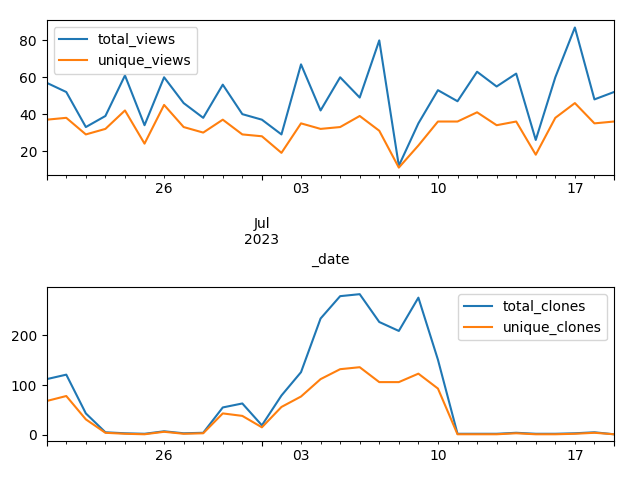 80
total_views
unique_views
60
40
20
26
03
10
17
Jul
2023
_date
total_clones
unique_clones
200
100
0
26
03
10
17